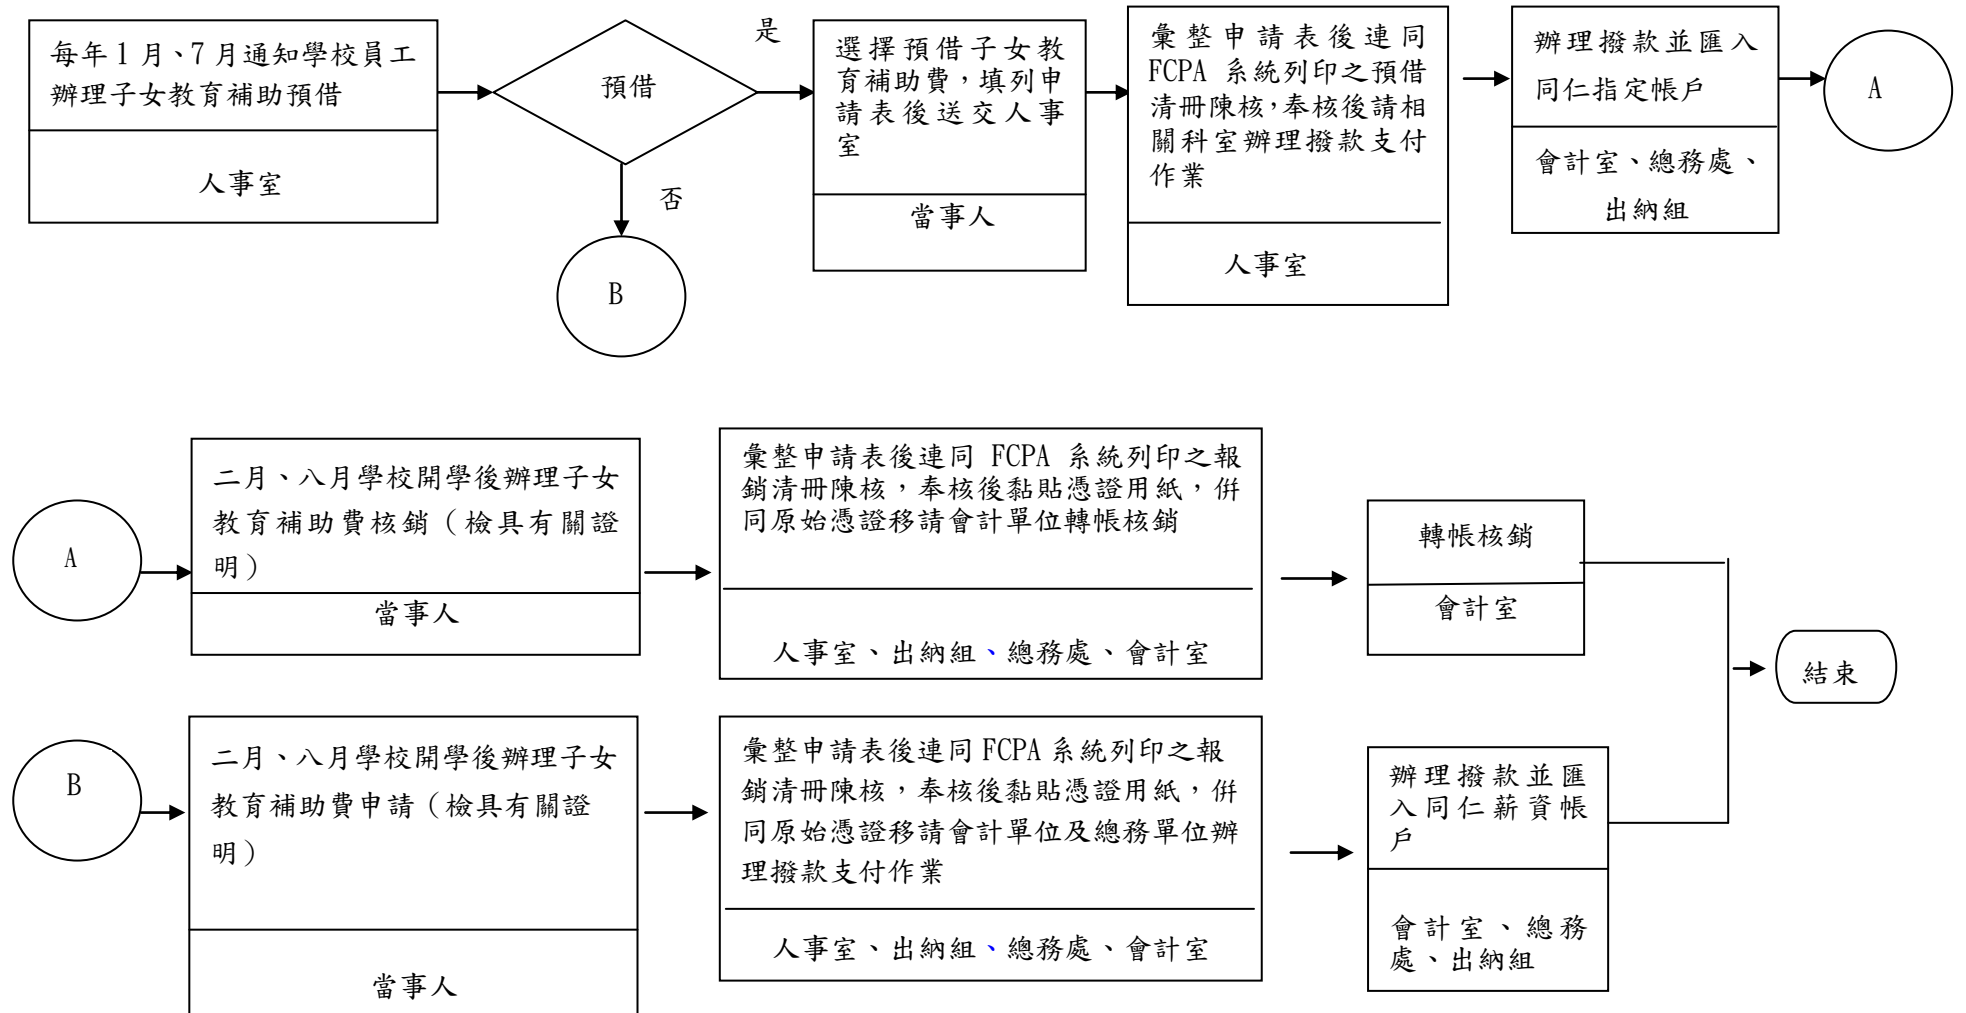 每年1月、7月通知學校員工
辦理子女教育補助預借
人事室
預借
是
否
B
選擇預借子女教
育補助費，填列申
請表後送交人事
室
當事人
彙整申請表後連同
FCPA 系統列印之預借
清冊陳核，奉核後請相
關科室辦理撥款支付
作業
人事室
辦理撥款並匯入
同仁指定帳戶
會計室、總務處、
出納組
A
A
二月、八月學校開學後辦理子女
教育補助費核銷（檢具有關證
明）
當事人
彙整申請表後連同 FCPA 系統列印之報
銷清冊陳核，奉核後黏貼憑證用紙，併
同原始憑證移請會計單位轉帳核銷
人事室、出納組、總務處、會計室
轉帳核銷
會計室
結束
B
二月、八月學校開學後辦理子女
教育補助費申請（檢具有關證
明）
當事人
彙整申請表後連同 FCPA 系統列印之報
銷清冊陳核，奉核後黏貼憑證用紙，併
同原始憑證移請會計單位及總務單位辦
理撥款支付作業
人事室、出納組、總務處、會計室
辦理撥款並匯
入同仁薪資帳
戶
會計室、總務
處、出納組